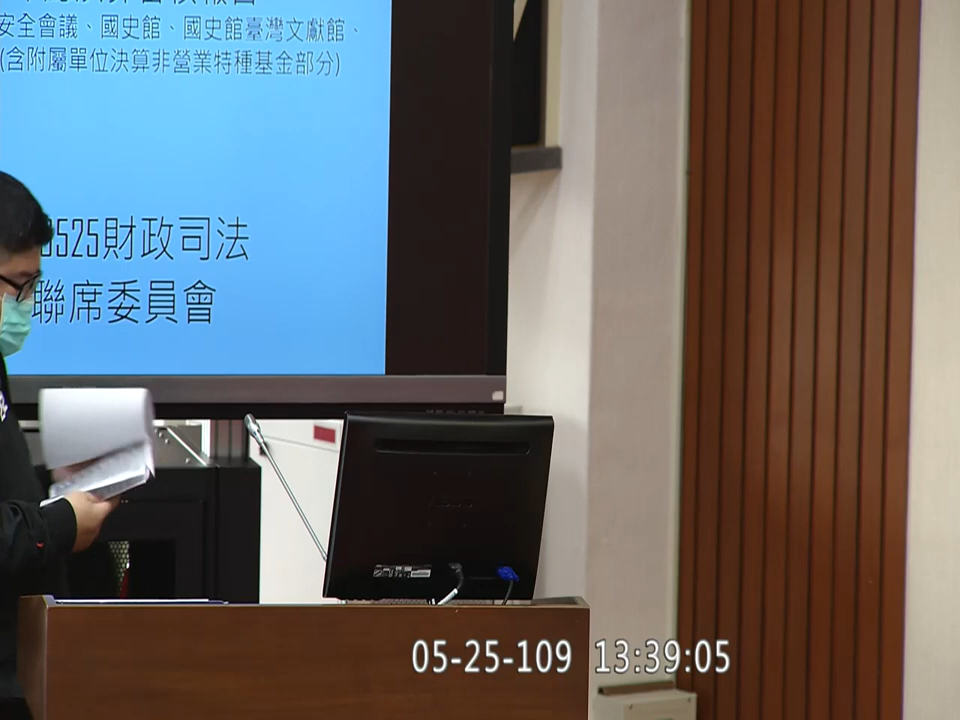 安全會議、國史館、國史館臺灣文獻館、
(含附屬單位決算非營業特種基金部分)
0525財政司法
聯席委員會
05-25-109 13:39:05